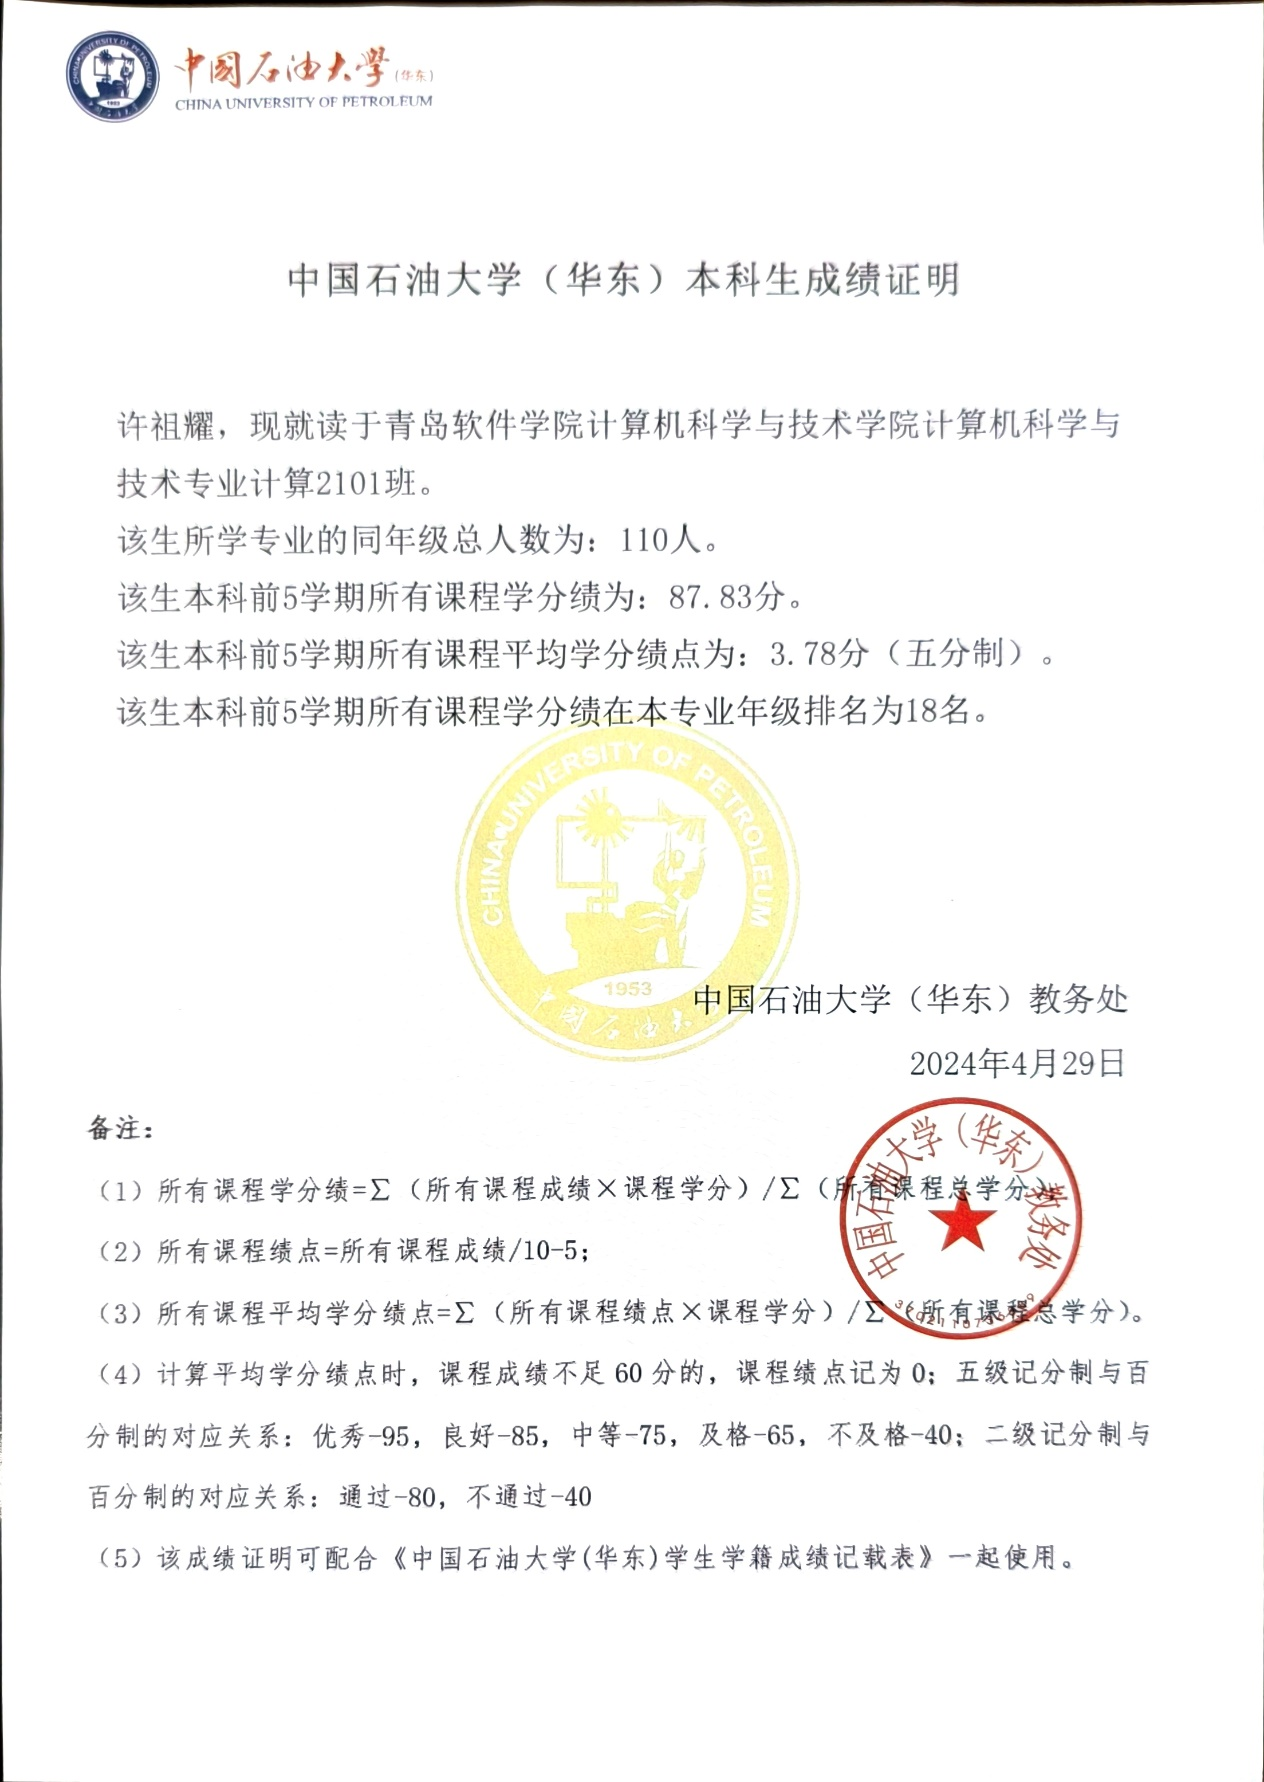 中国石油大学(华东)
CHINA UNIVERSITY OF PETROLEUM
中国石油大学（华东）本科生成绩证明
许祖耀，现就读于青岛软件学院计算机科学与技术学院计算机科学与
技术专业计算2101班。
该生所学专业的同年级总人数为：110人。
该生本科前5学期所有课程学分绩为：87.83分。
该生本科前5学期所有课程平均学分绩点为：3.78分（五分制）。
该生本科前5学期所有课程学分绩在本专业年级排名为18名。
CHINA UNIVERSITY OF PETROLEUM
1953
中国石油大
中国石油大学（华东）教务处
2024年4月29日
备注：
（1）所有课程学分绩=∑（所有课程成绩×课程学分）/∑（所有课程总学分）；
（2）所有课程绩点=所有课程成绩/10-5；
（3）所有课程平均学分绩点=∑（所有课程绩点×课程学分）/∑（所有课程总学分）。
（4）计算平均学分绩点时，课程成绩不足60分的，课程绩点记为0；五级记分制与百
分制的对应关系：优秀-95，良好-85，中等-75，及格-65，不及格-40；二级记分制与
百分制的对应关系：通过-80，不通过-40
（5）该成绩证明可配合《中国石油大学(华东)学生学籍成绩记载表》一起使用。
中国石油大学（华东）教务处